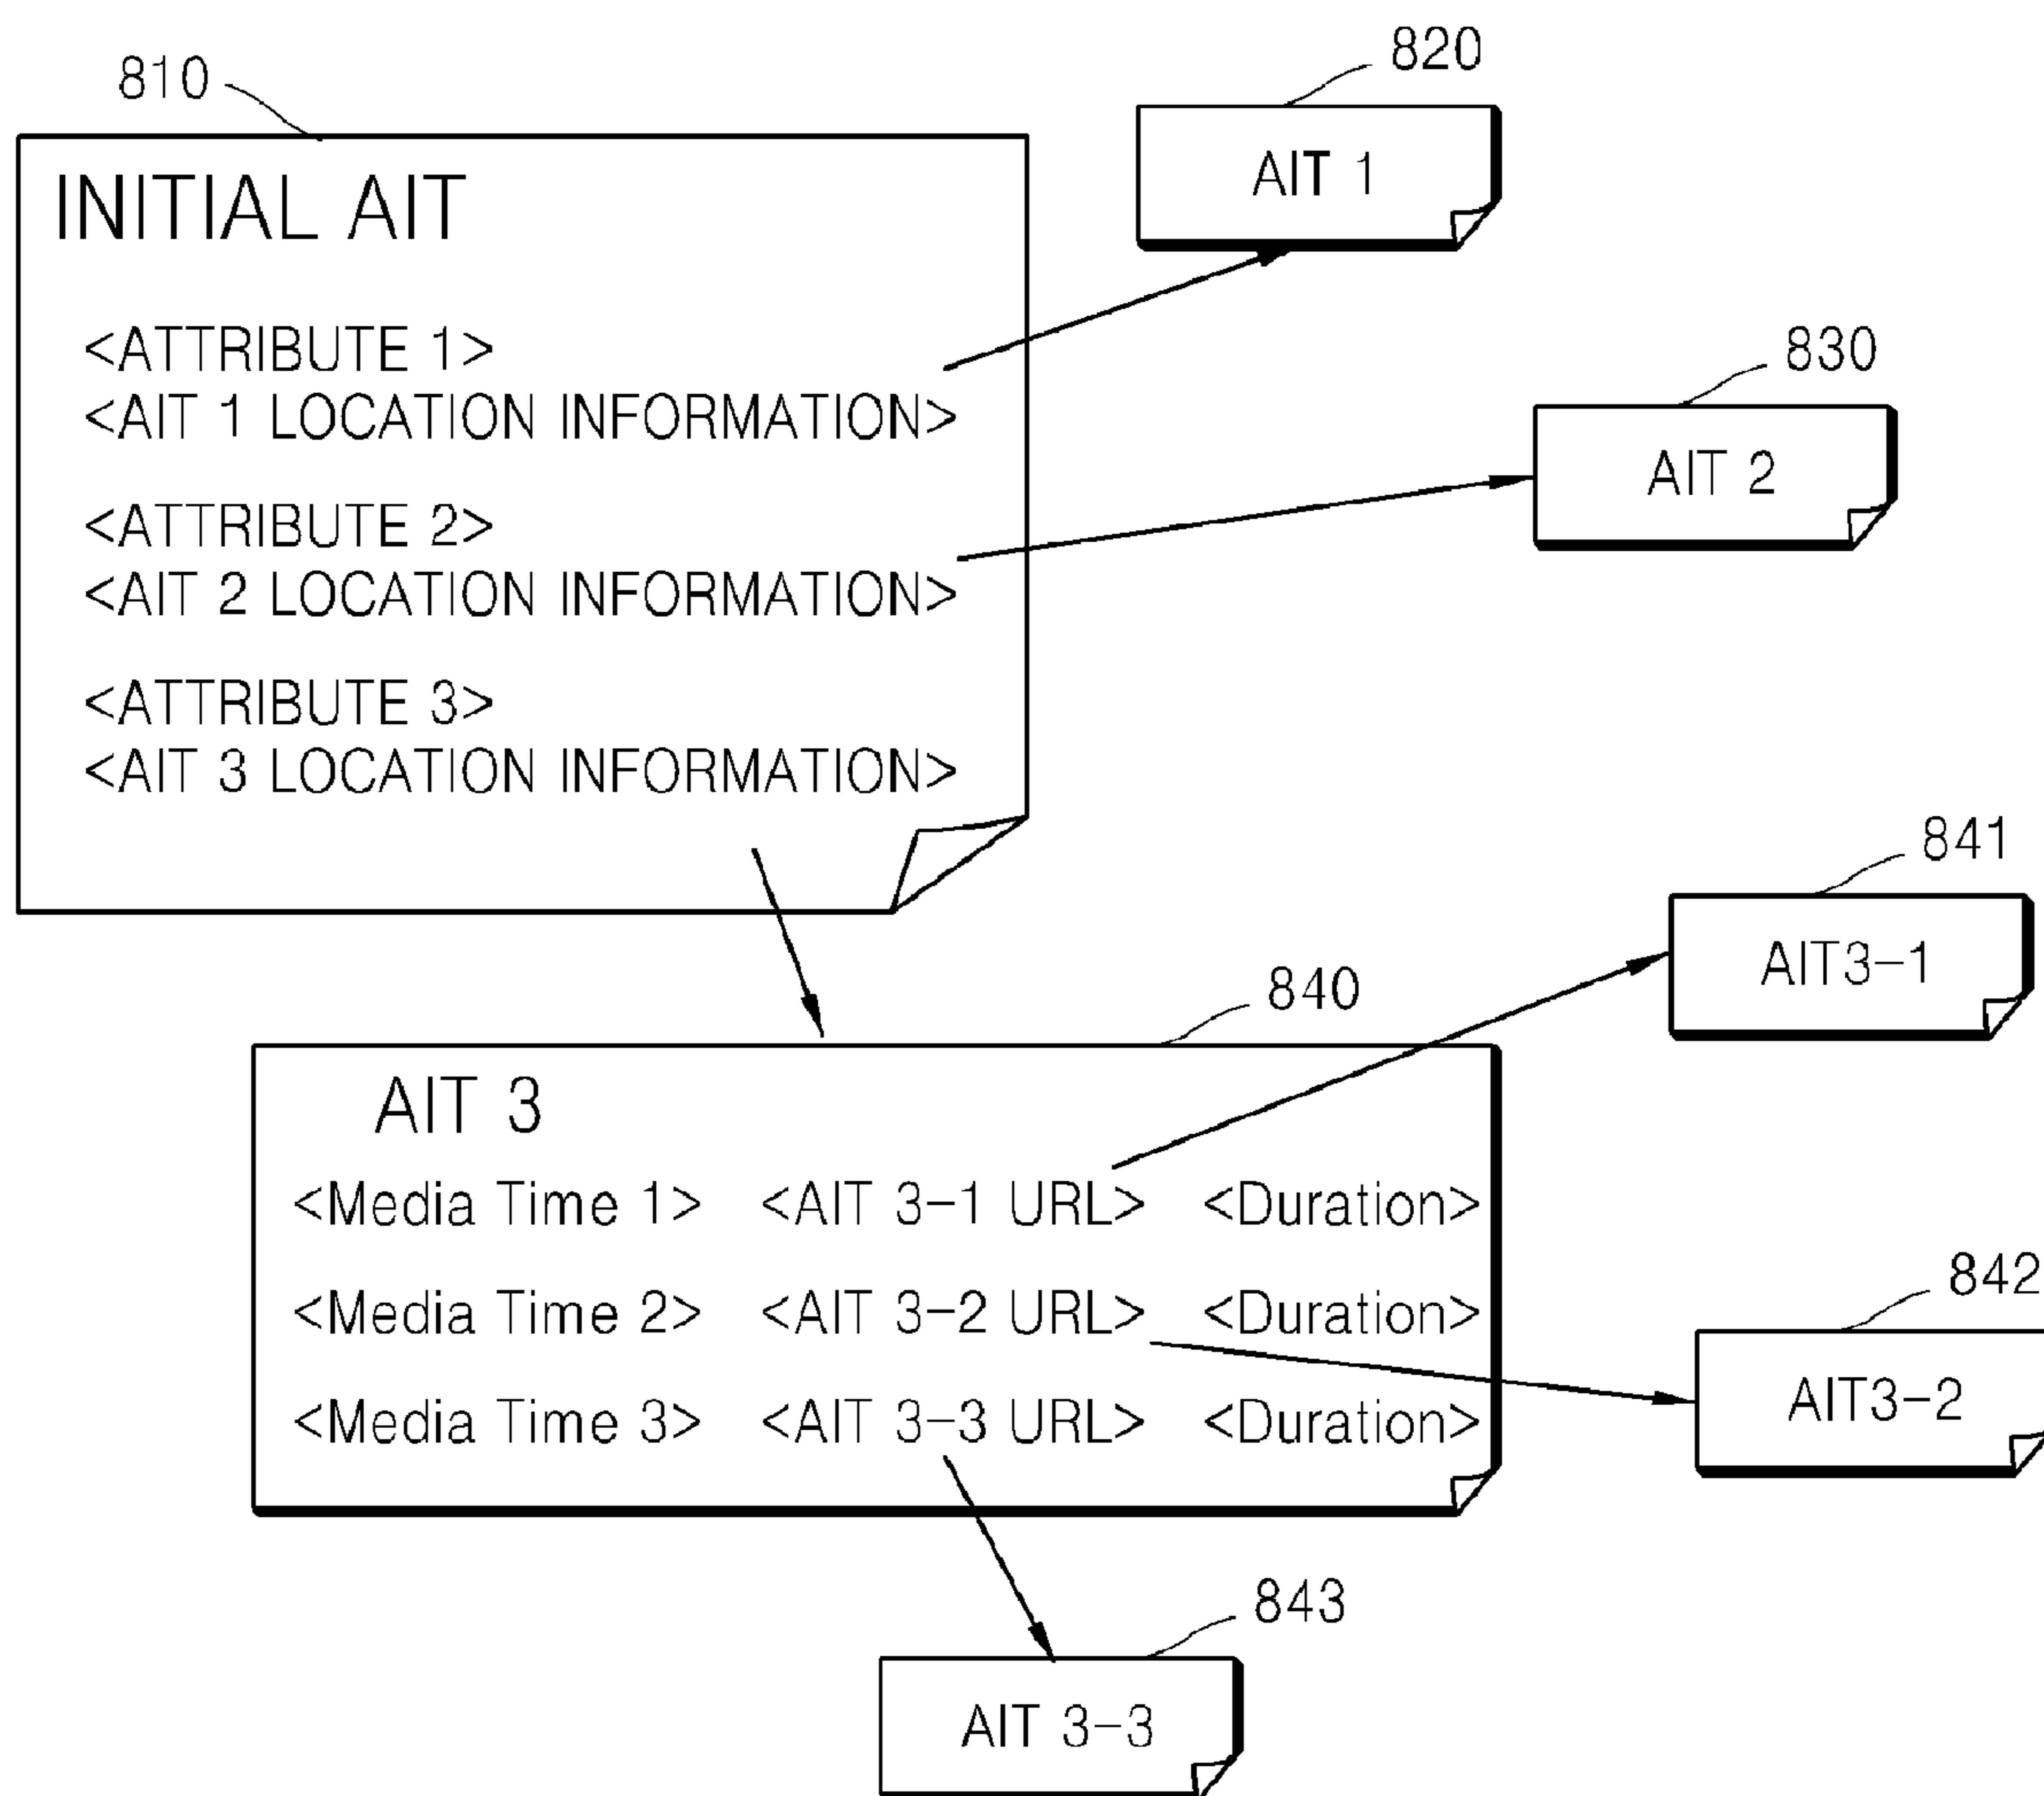 810
820
INITIAL AIT
AIT 1
<ATTRIBUTE 1>
<AIT 1 LOCATION INFORMATION>
830
AIT 2
<ATTRIBUTE 2>
<AIT 2 LOCATION INFORMATION>
<ATTRIBUTE 3>
<AIT 3 LOCATION INFORMATION>
841
AIT3-1
840
AIT 3
<Media Time 1> <AIT 3-1 URL> <Duration>
<Media Time 2> <AIT 3-2 URL> <Duration>
<Media Time 3> <AIT 3-3 URL> <Duration>
842
AIT3-2
843
AIT 3-3